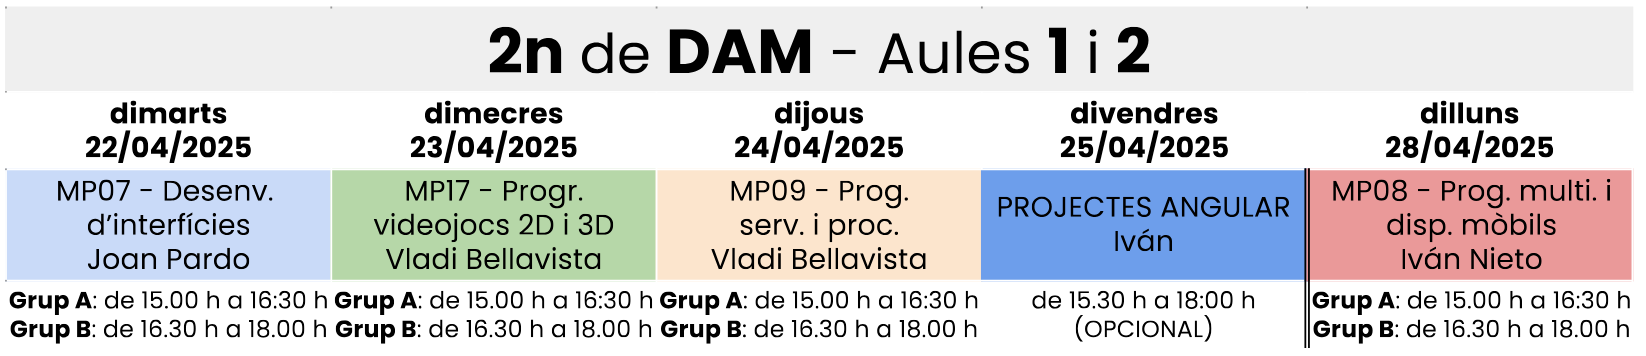 2n de DAM - Aules 1 i 2
dimarts
22/04/2025
MP07 - Desenv.
d'interfícies
Joan Pardo
Grup A: de 15.00 h a 16:30 h
Grup B: de 16.30 h a 18.00 h
dimecres
23/04/2025
MP17 - Progr.
videojocs 2D i 3D
Vladi Bellavista
Grup A: de 15.00 h a 16:30 h
Grup B: de 16.30 h a 18.00 h
dijous
24/04/2025
MP09 - Prog.
serv. i proc.
Vladi Bellavista
Grup A: de 15.00 h a 16:30 h
Grup B: de 16.30 h a 18.00 h
divendres
25/04/2025
PROJECTES ANGULAR
Iván
de 15.30 h a 18:00 h
(OPCIONAL)
dilluns
28/04/2025
MP08 - Prog. multi. i
disp. mòbils
Iván Nieto
Grup A: de 15.00 h a 16:30 h
Grup B: de 16.30 h a 18.00 h